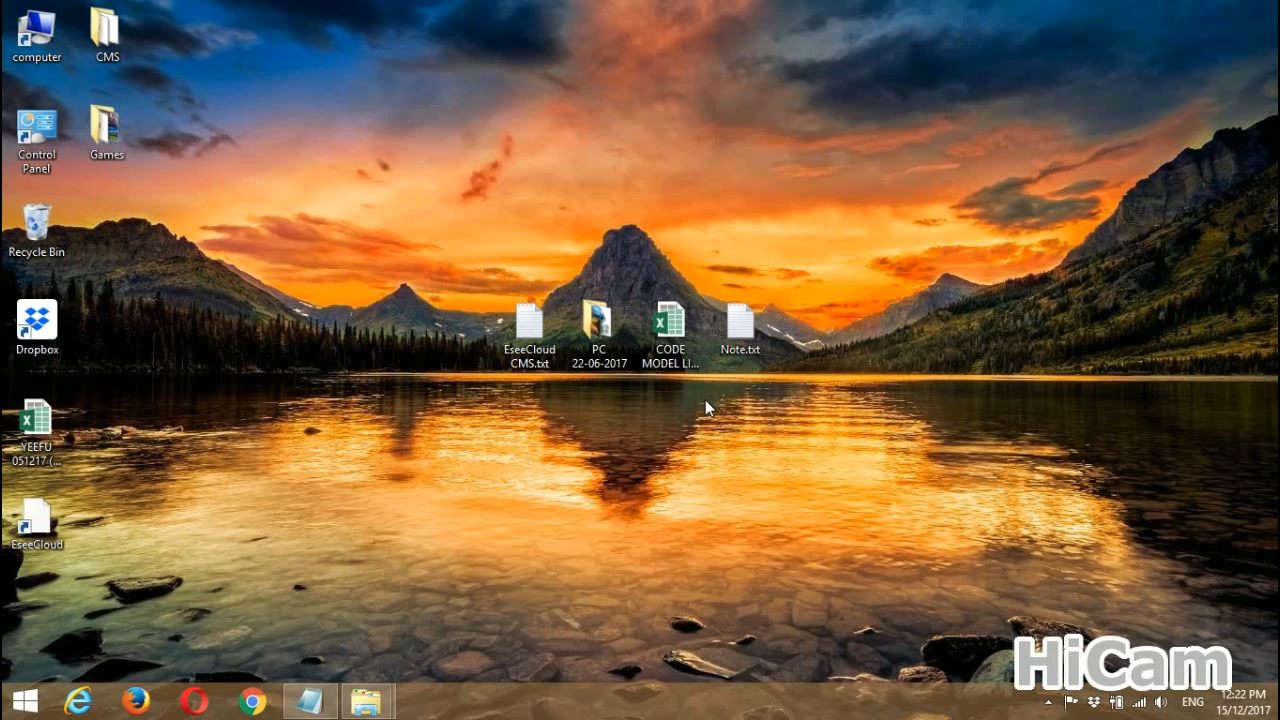 computer
CMS
Control
Panel
Games
Recycle Bin
Dropbox
EseeCloud
CMS.txt
PC
22-06-2017
CODE
MODEL LI...
Note.txt
YEEFU
051217 (...
EseeCloud
HiCam
ENG
12:22 PM
15/12/2017